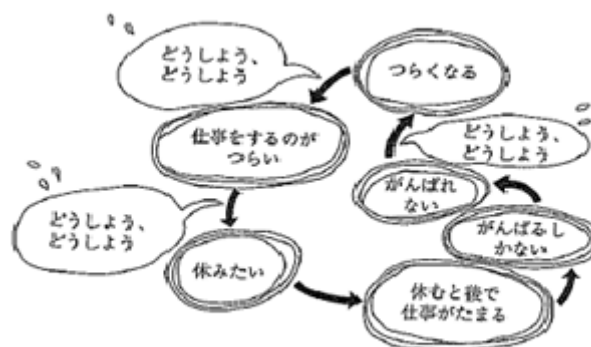 どうしよう、
どうしよう
つらくなる
仕事をするのが
つらい
どうしよう、
どうしよう
がんばれ
ない
どうしよう、
どうしよう
がんばるし
かない
休みたい
休むと後で
仕事がたまる